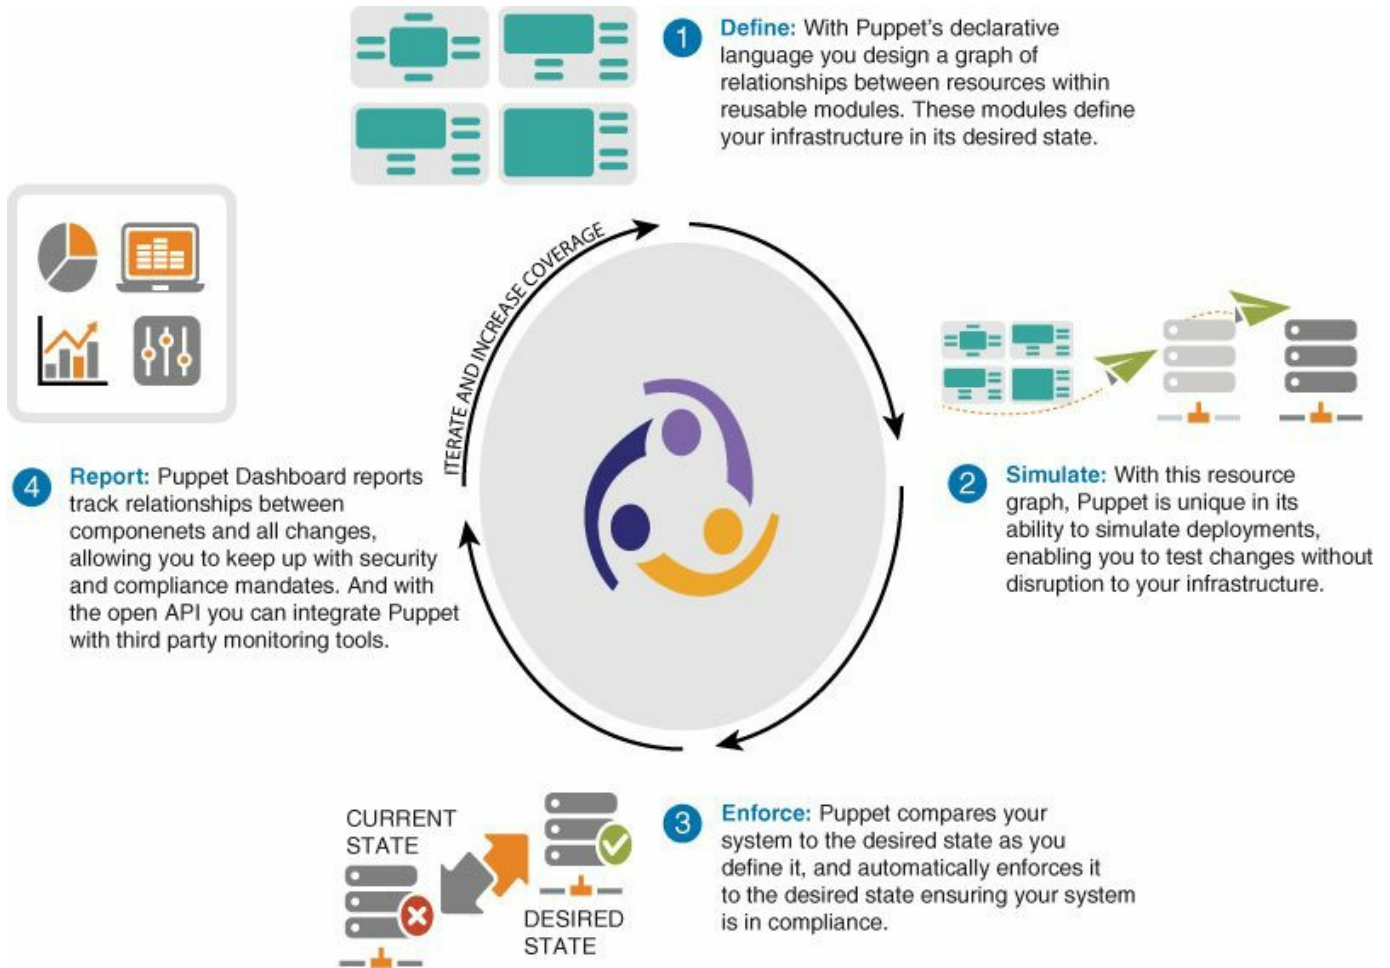 1
Define: With Puppet's declarative
language you design a graph of
relationships between resources within
reusable modules. These modules define
your infrastructure in its desired state.
ITERATE AND INCREASE COVERAGE
2
Simulate: With this resource
graph, Puppet is unique in its
ability to simulate deployments,
enabling you to test changes without
disruption to your infrastructure.
3
Enforce: Puppet compares your
system to the desired state as you
define it, and automatically enforces it
to the desired state ensuring your system
is in compliance.
CURRENT
STATE
DESIRED
STATE
4
Report: Puppet Dashboard reports
track relationships between
componenets and all changes,
allowing you to keep up with security
and compliance mandates. And with
the open API you can integrate Puppet
with third party monitoring tools.